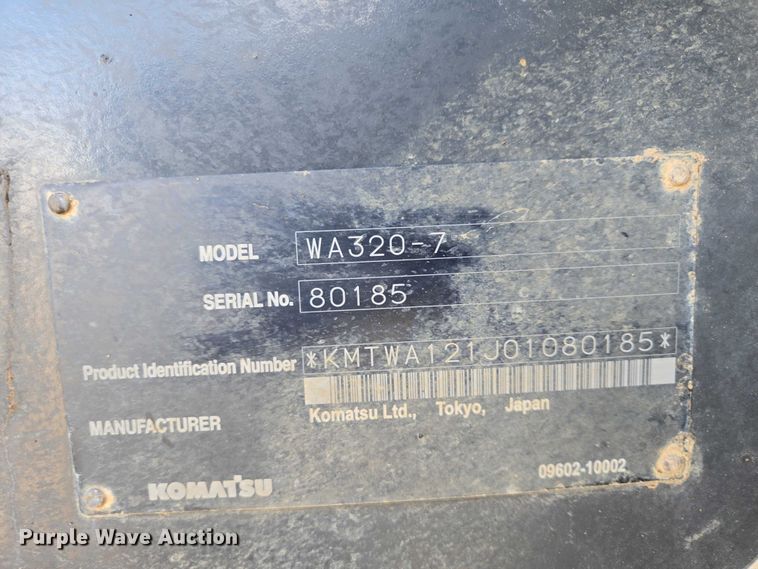 MODEL WA320-7
SERIAL No. 80185
Product Identification Number *KMTWA121J01080185*
MANUFACTURER Komatsu Ltd., Tokyo, Japan
KOMATSU 09602-10002
Purple Wave Auction